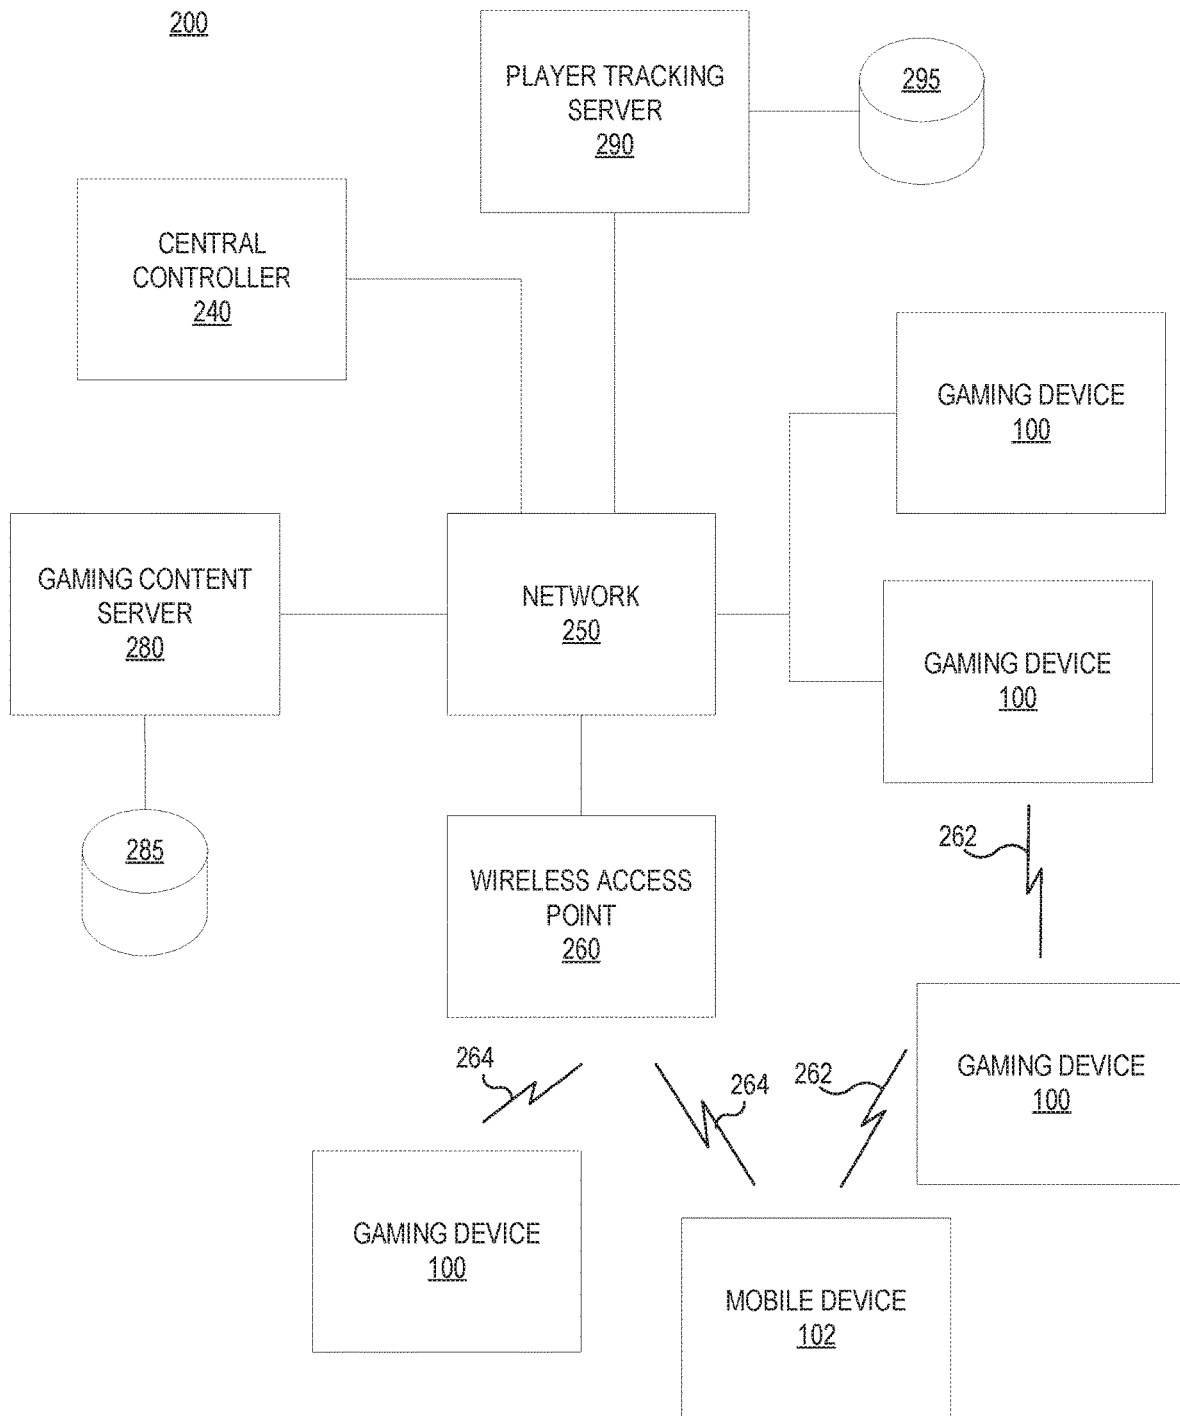 200
PLAYER TRACKING
SERVER
290
295
CENTRAL
CONTROLLER
240
GAMING DEVICE
100
GAMING CONTENT
SERVER
280
NETWORK
250
GAMING DEVICE
100
285
262
WIRELESS ACCESS
POINT
260
264
264
262
GAMING DEVICE
100
GAMING DEVICE
100
MOBILE DEVICE
102